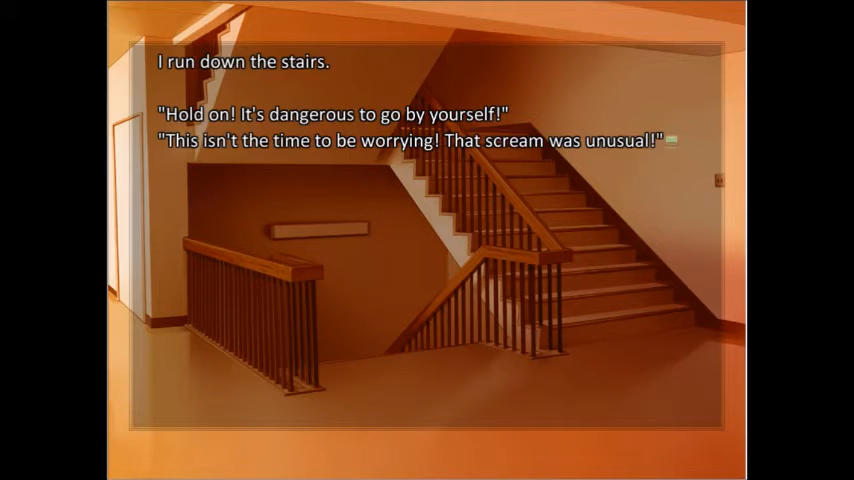 I run down the stairs.
"Hold on! It's dangerous to go by yourself!"
"This isn't the time to be worrying! That scream was unusual!"